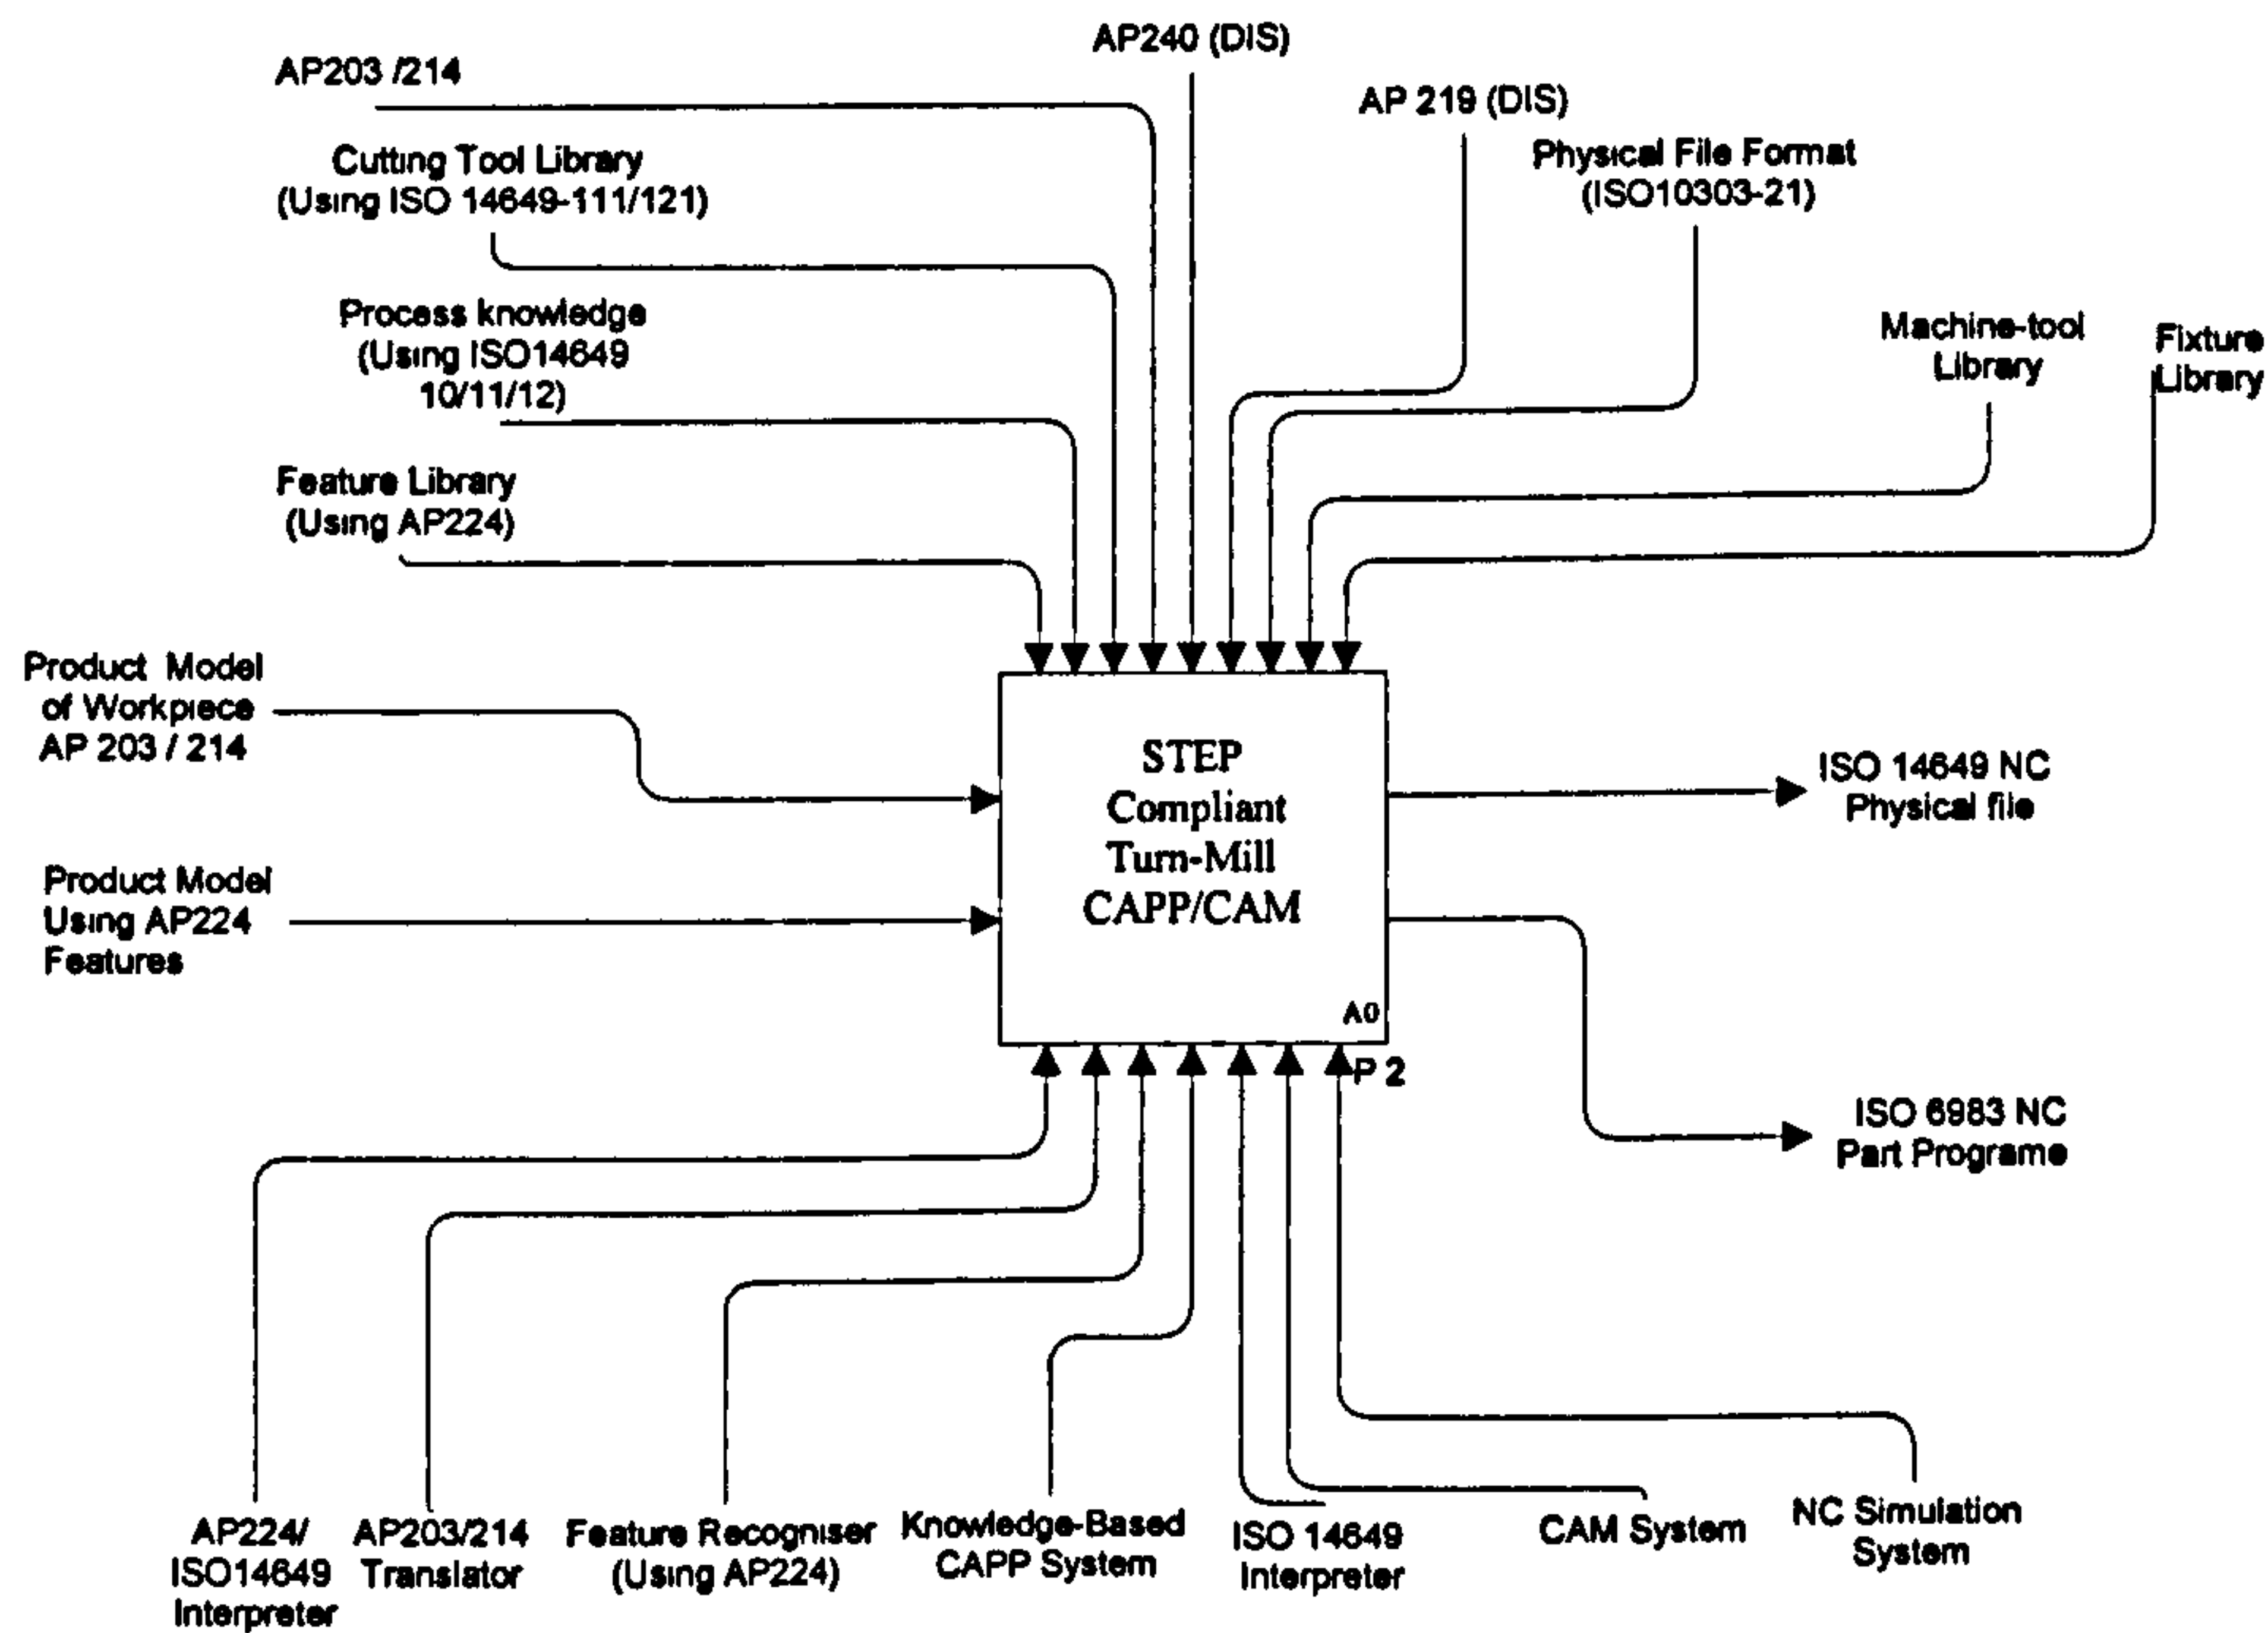 AP240 (DIS)
AP203 /214
AP 219 (DIS)
Cutting Tool Library
(Using ISO 14649-111/121)
Physical File Format
(ISO10303-21)
Process knowledge
(Using ISO14649
10/11/12)
Machine-tool
Library
Fixture
Library
Feature Library
(Using AP224)
Product Model
of Workpiece
AP 203 / 214
Product Model
Using AP224
Features
STEP
Compliant
Turn-Mill
CAPP/CAM
A0
P 2
ISO 14649 NC
Physical file
ISO 6983 NC
Part Programe
AP224/
ISO14649
Interpreter
AP203/214
Translator
Feature Recogniser
(Using AP224)
Knowledge-Based
CAPP System
ISO 14649
Interpreter
CAM System
NC Simulation
System